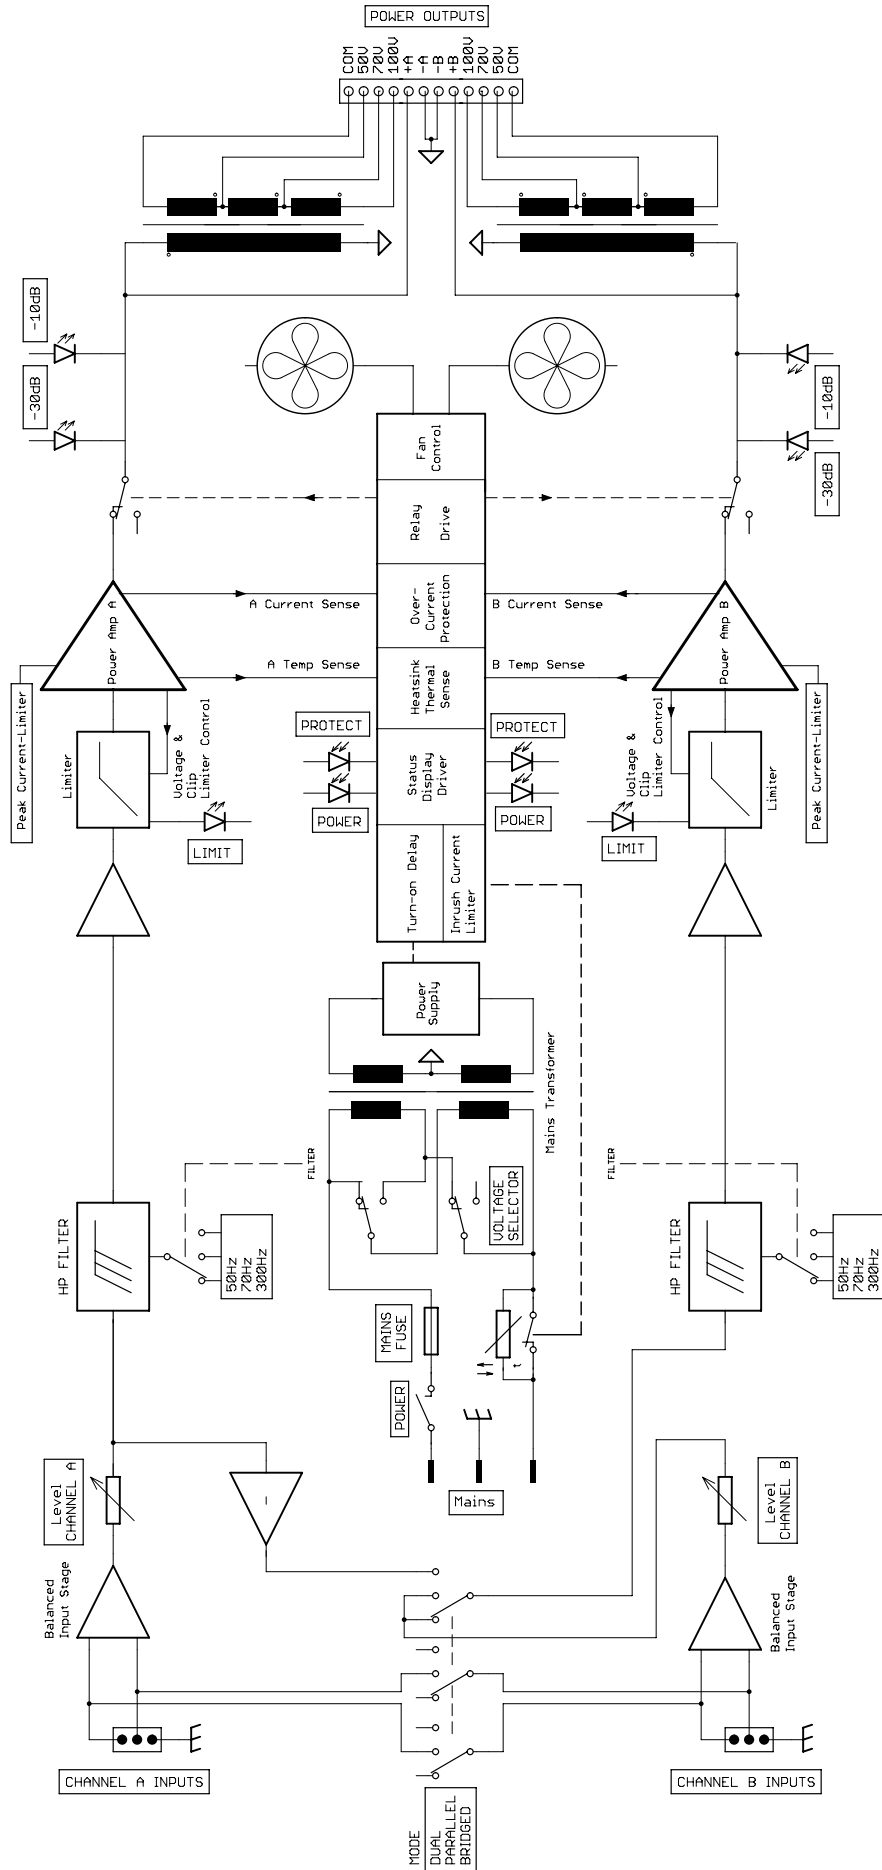 POWER OUTPUTS
COM
50V
70V
100V
+A
-A
-B
+B
100V
70V
50V
COM
-10dB
-30dB
-10dB
-30dB
Fan
Control
Relay
Drive
Over-
Current
Protection
Heatsink
Thermal
Sense
Status
Display
Driver
Turn-on Delay
Inrush Current
Limiter
A Current Sense
B Current Sense
A Temp Sense
B Temp Sense
Power Amp A
Power Amp B
Peak Current-Limiter
Peak Current-Limiter
Limiter
Limiter
Voltage &
Clip
Limiter Control
Voltage &
Clip
Limiter Control
PROTECT
PROTECT
POWER
POWER
LIMIT
LIMIT
Power
Supply
Mains Transformer
FILTER
FILTER
HP FILTER
HP FILTER
50Hz
70Hz
300Hz
50Hz
70Hz
300Hz
VOLTAGE
SELECTOR
MAINS
FUSE
t
POWER
Mains
Level
CHANNEL A
Level
CHANNEL B
-
Balanced
Input Stage
Balanced
Input Stage
CHANNEL A INPUTS
CHANNEL B INPUTS
MODE
DUAL
PARALLEL
BRIDGED